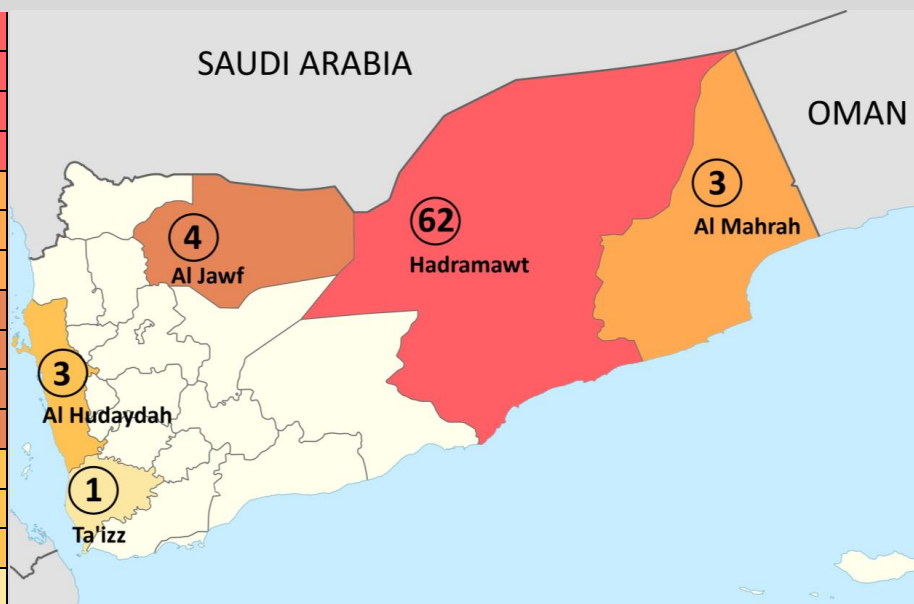 SAUDI ARABIA
OMAN
3
Al Mahrah
62
Hadramawt
4
Al Jawf
3
Al Hudaydah
1
Ta'izz